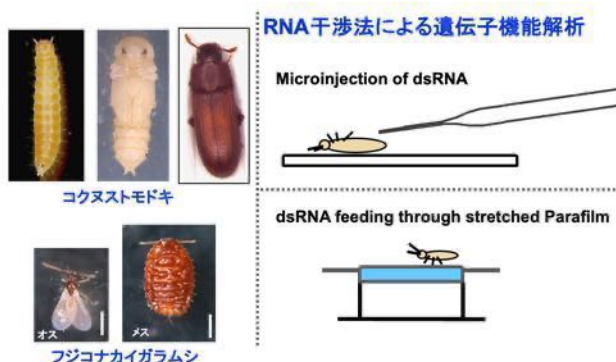 コクヌストモドキ
オス
メス
フジコナカイガラムシ
RNA干渉法による遺伝子機能解析
Microinjection of dsRNA
dsRNA feeding through stretched Parafilm